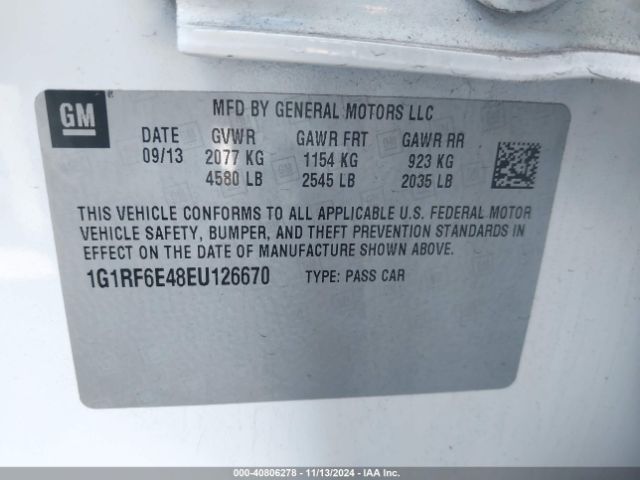 GM
MFD BY GENERAL MOTORS LLC
DATE GVWR GAWR FRT GAWR RR
09/13 2077 KG 1154 KG 923 KG
4580 LB 2545 LB 2035 LB
THIS VEHICLE CONFORMS TO ALL APPLICABLE U.S. FEDERAL MOTOR
VEHICLE SAFETY, BUMPER, AND THEFT PREVENTION STANDARDS IN
EFFECT ON THE DATE OF MANUFACTURE SHOWN ABOVE.
1G1RF6E48EU126670 TYPE: PASS CAR
000-40806278 - 11/13/2024 - IAA Inc.